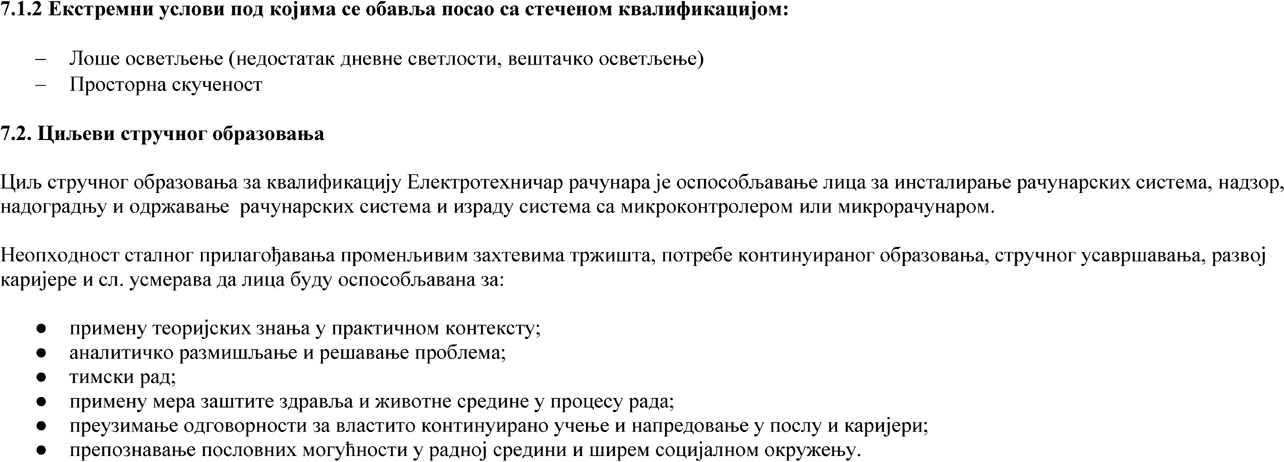 7.1.2 Екстремни услови под којима се обавља посао са стеченом квалификацијом:
– Лоше осветљење (недостатак дневне светлости, вештачко осветљење)
– Просторна скученост
7.2. Циљеви стручног образовања
Циљ стручног образовања за квалификацију Електротехничар рачунара је оспособљавање лица за инсталирање рачунарских система, надзор,
надоградњу и одржавање рачунарских система и израду система са микроконтролером или микрорачунаром.
Неопходност сталног прилагођавања променљивим захтевима тржишта, потребе континуираног образовања, стручног усавршавања, развој
каријере и сл. усмерава да лица буду оспособљавана за:
● примену теоријских знања у практичном контексту;
● аналитичко размишљање и решавање проблема;
● тимски рад;
● примену мера заштите здравља и животне средине у процесу рада;
● преузимање одговорности за властито континуирано учење и напредовање у послу и каријери;
● препознавање пословних могућности у радној средини и ширем социјалном окружењу.